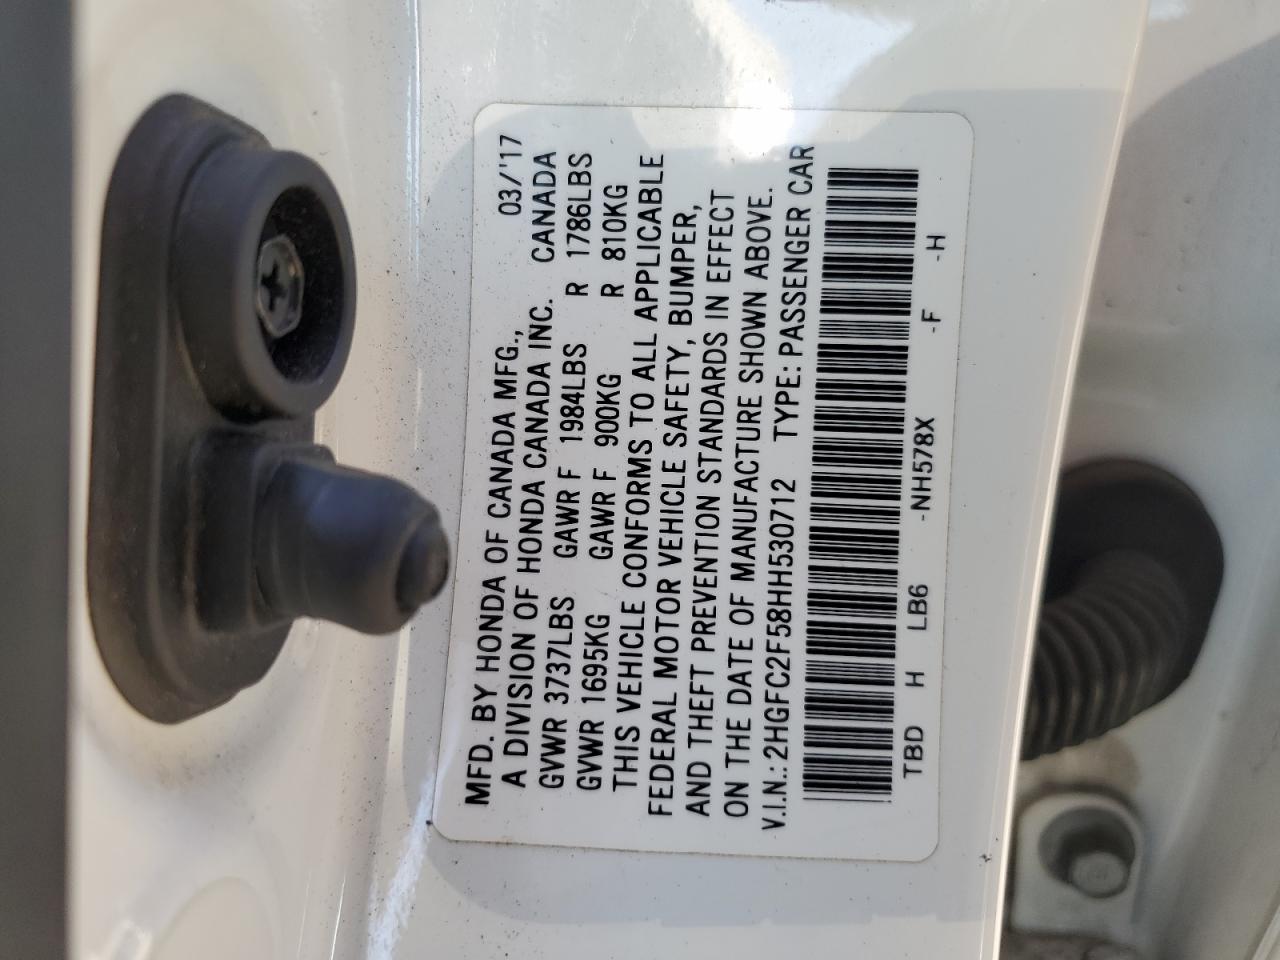 MFD. BY HONDA OF CANADA MFG., 03/'17
A DIVISION OF HONDA CANADA INC. CANADA
GVWR 3737LBS GAWR F 1984LBS R 1786LBS
GVWR 1695KG GAWR F 900KG R 810KG
THIS VEHICLE CONFORMS TO ALL APPLICABLE
FEDERAL MOTOR VEHICLE SAFETY, BUMPER,
AND THEFT PREVENTION STANDARDS IN EFFECT
ON THE DATE OF MANUFACTURE SHOWN ABOVE.
V.I.N.: 2HGFC2F58HH530712 TYPE: PASSENGER CAR
TBD H LB6 -NH578X -F -H